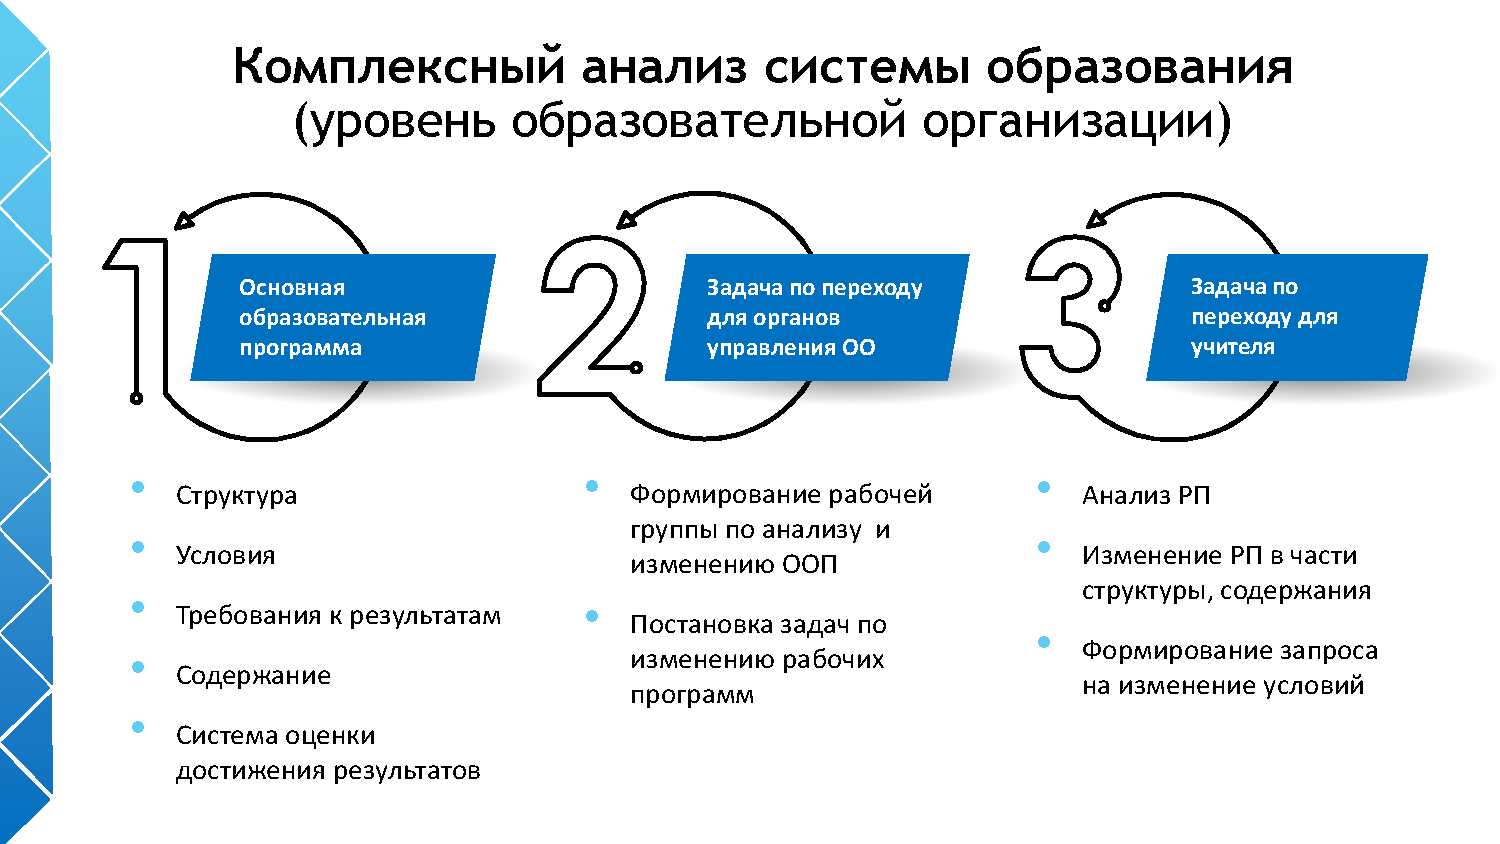 Комплексный анализ системы образования
(уровень образовательной организации)
1
Основная
образовательная
программа
Структура
Условия
Требования к результатам
Содержание
Система оценки
достижения результатов
2
Задача по переходу
для органов
управления ОО
Формирование рабочей
группы по анализу и
изменению ООП
Постановка задач по
изменению рабочих
программ
3
Задача по
переходу для
учителя
Анализ РП
Изменение РП в части
структуры, содержания
Формирование запроса
на изменение условий